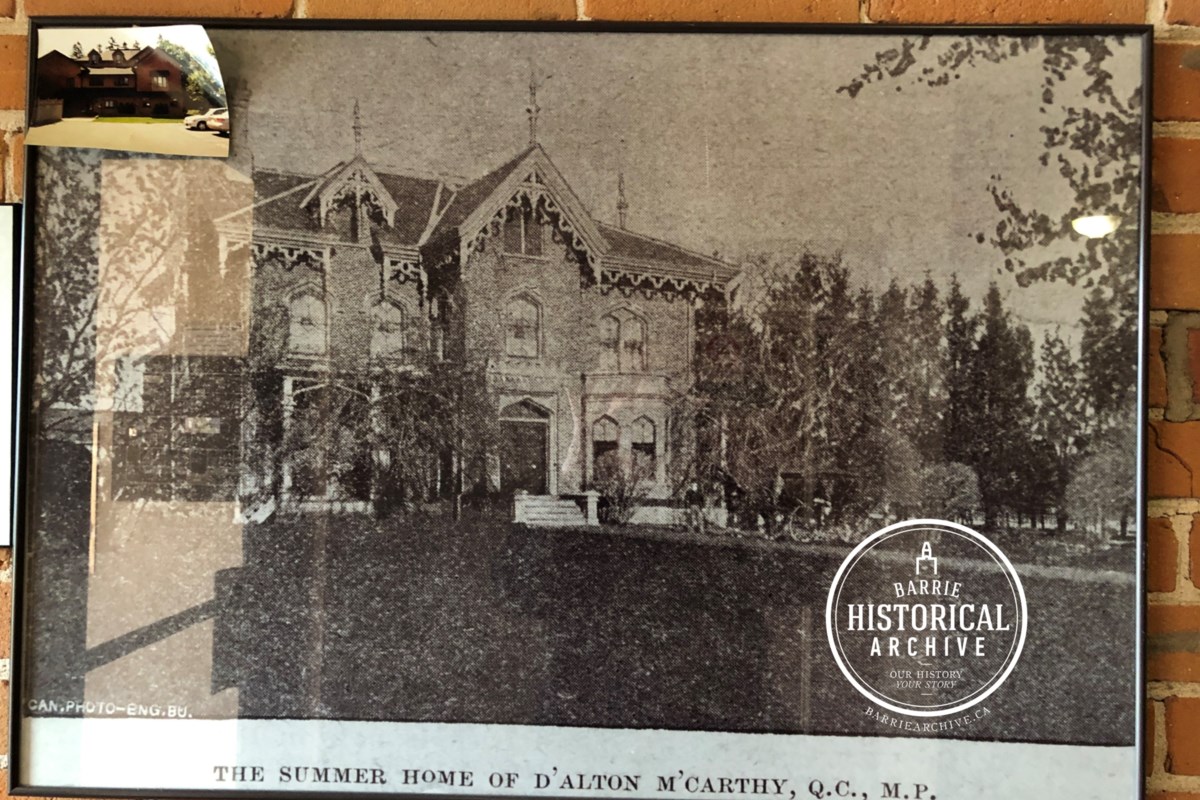 CAN.PHOTO-ENG.BU.
THE SUMMER HOME OF D'ALTON M'CARTHY, Q.C., M.P.
BARRIE
HISTORICAL
ARCHIVE
OUR HISTORY
YOUR STORY
BARRIEARCHIVE.CA